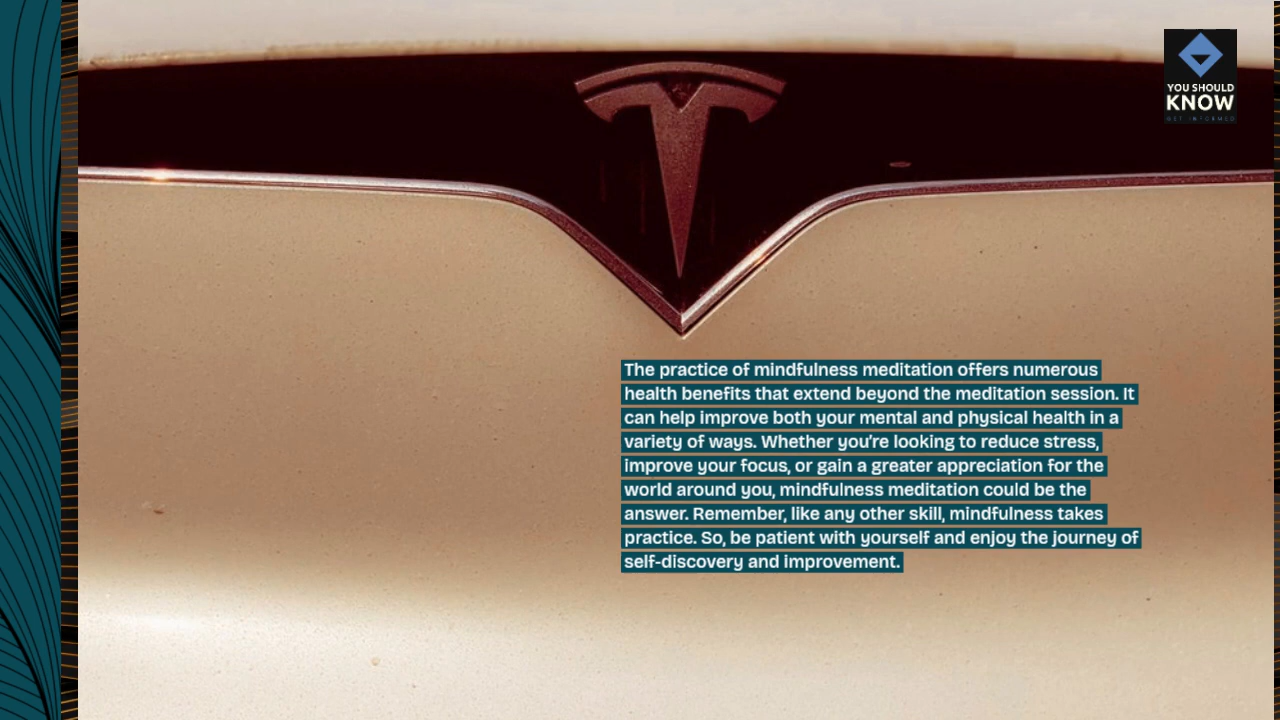 YOU SHOULD
KNOW
GET INFORMED
The practice of mindfulness meditation offers numerous
health benefits that extend beyond the meditation session. It
can help improve both your mental and physical health in a
variety of ways. Whether you're looking to reduce stress,
improve your focus, or gain a greater appreciation for the
world around you, mindfulness meditation could be the
answer. Remember, like any other skill, mindfulness takes
practice. So, be patient with yourself and enjoy the journey of
self-discovery and improvement.